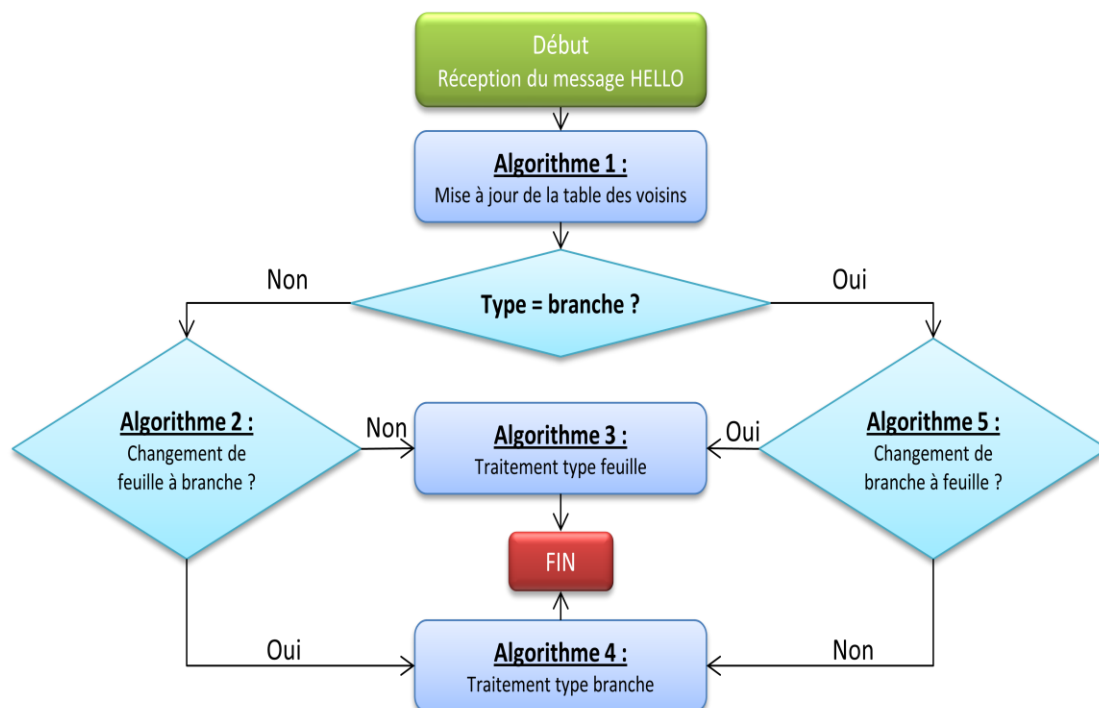 Début
Réception du message HELLO
Algorithme 1 :
Mise à jour de la table des voisins
Non
Oui
Type = branche ?
Algorithme 2 :
Changement de
feuille à branche ?
Non
Algorithme 3 :
Traitement type feuille
Oui
Algorithme 5 :
Changement de
branche à feuille ?
FIN
Oui
Algorithme 4 :
Traitement type branche
Non